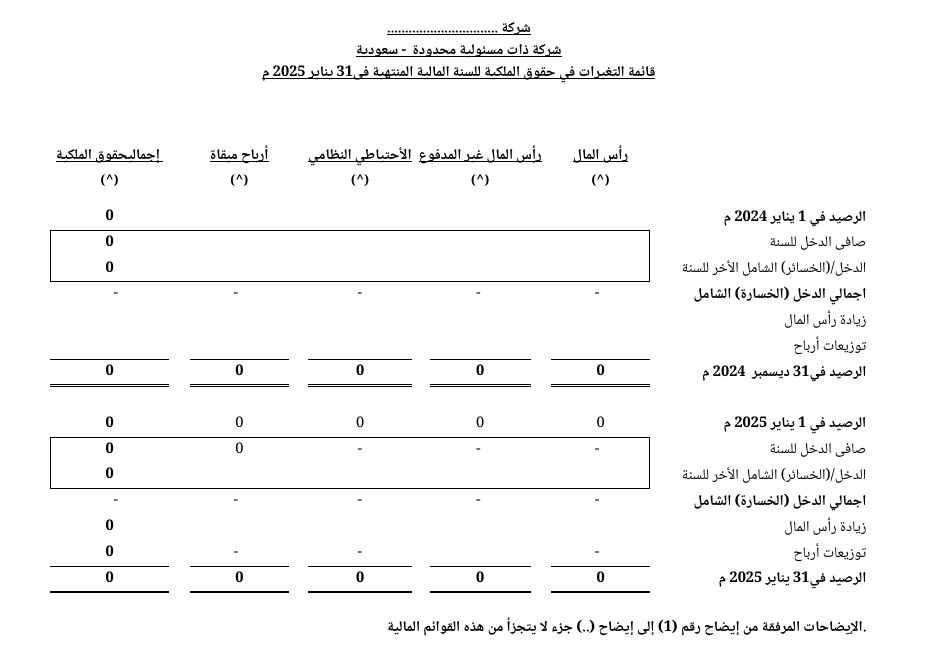 شركة ...............................
شركة ذات مسئولية محدودة - سعودية
قائمة التغيرات في حقوق الملكية للسنة المالية المنتهية في31 يناير 2025 م
رأس المال رأس المال غير المدفوع الأحتباطي النظامي أرباح مبقاة إجماليحقوق الملكية
(^) (^) (^) (^) (^)
الرصيد في 1 يناير 2024 م 0
صافى الدخل للسنة 0
الدخل/(الخسائر) الشامل الأخر للسنة 0
اجمالي الدخل (الخسارة) الشامل - - - - -
زيادة رأس المال
توزيعات أرباح
الرصيد في31 ديسمبر 2024 م 0 0 0 0 0
الرصيد في 1 يناير 2025 م 0 0 0 0 0
صافى الدخل للسنة - - - 0 0
الدخل/(الخسائر) الشامل الأخر للسنة 0
اجمالي الدخل (الخسارة) الشامل - - - - -
زيادة رأس المال 0
توزيعات أرباح - - - 0
الرصيد في31 يناير 2025 م 0 0 0 0 0
.الإيضاحات المرفقة من إيضاح رقم (1) إلى إيضاح (..) جزء لا يتجزأ من هذه القوائم المالية